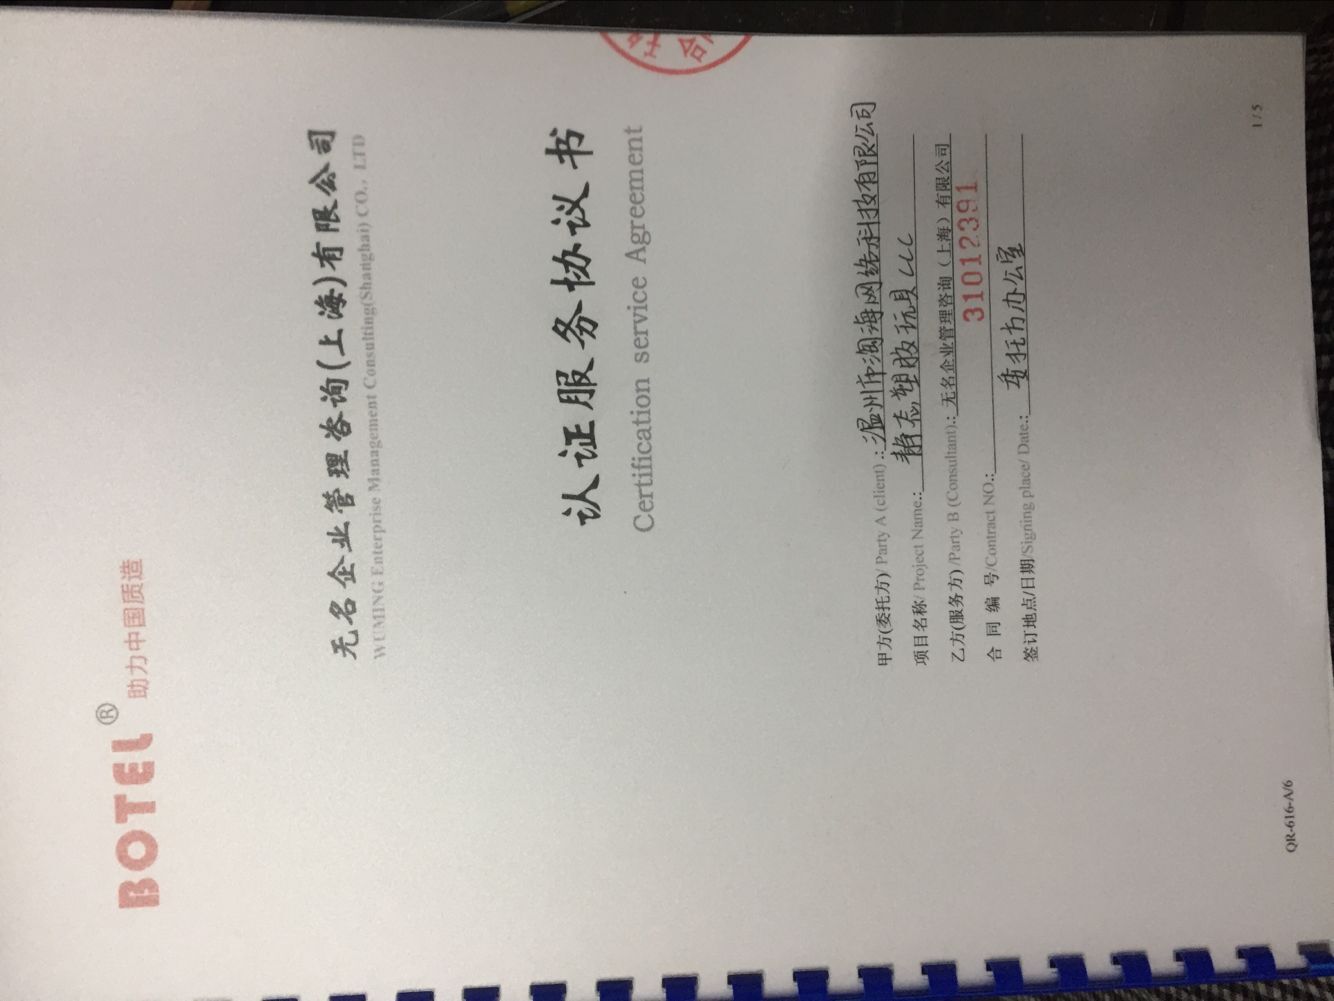 BOTEL® 助力中国质造
无名企业管理咨询(上海)有限公司
WUMING Enterprise Management Consulting(Shanghai) CO.，LTD
认证服务协议书
Certification service Agreement
甲方(委托方)/ Party A (client) .: 温州市淘海网络科技有限公司
项目名称/ Project Name.: 静态塑胶玩具CCC
乙方(服务方) /Party B (Consultant).: 无名企业管理咨询（上海）有限公司
合 同 编 号/Contract NO.: 31012391
签订地点/日期/Signing place/ Date.: 委托方办公室
1 / 5
QR-616-A/6